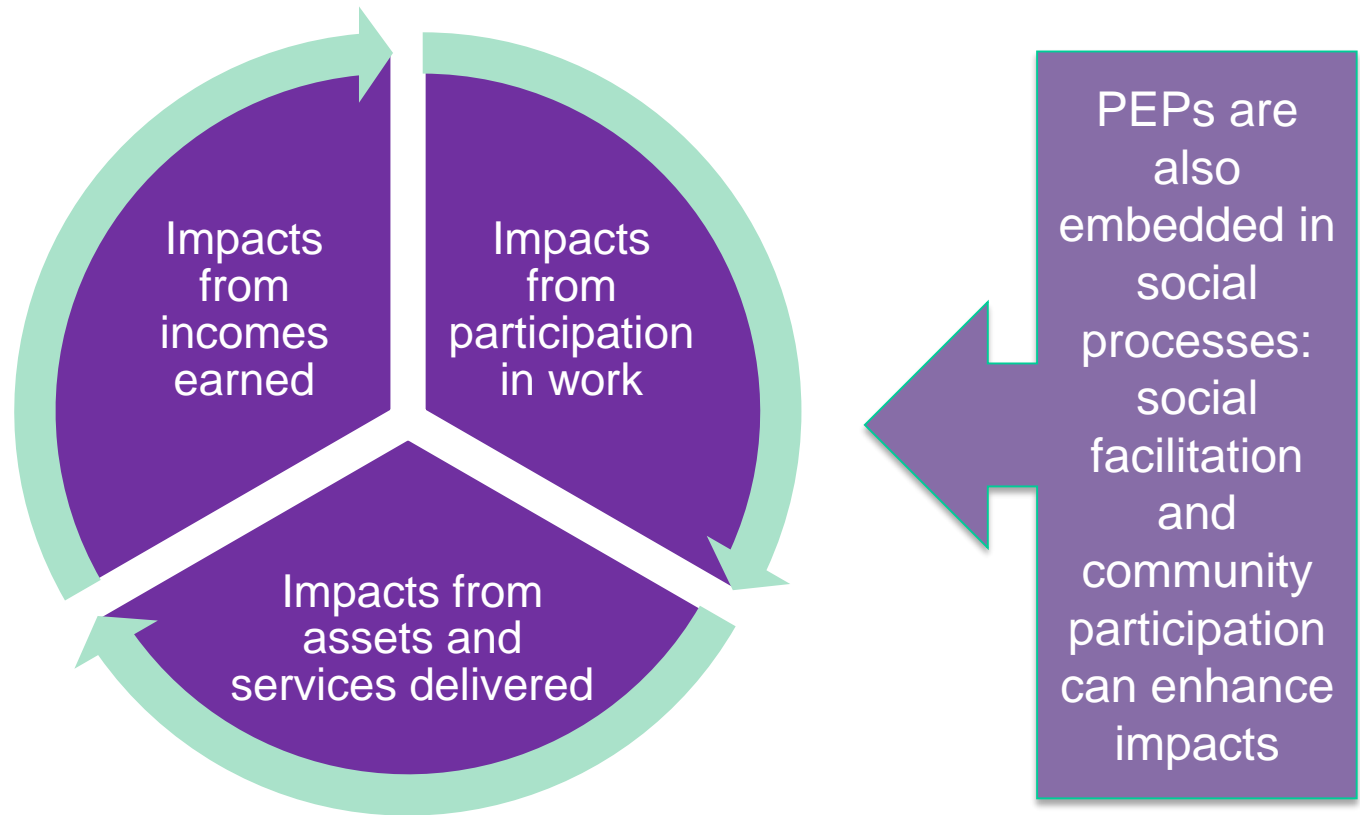 Impacts
from
incomes
earned
Impacts
from
participation
in work
Impacts from
assets and
services delivered
PEPs are
also
embedded in
social
processes:
social
facilitation
and
community
participation
can enhance
impacts